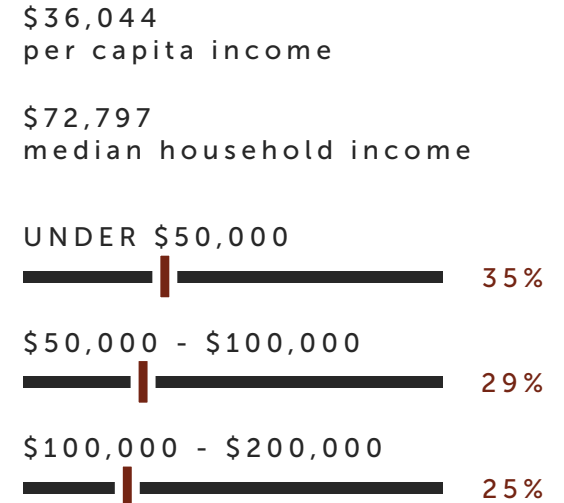 $36,044
per capita income
$72,797
median household income
UNDER $50,000
35%
$50,000 - $100,000
29%
$100,000 - $200,000
25%